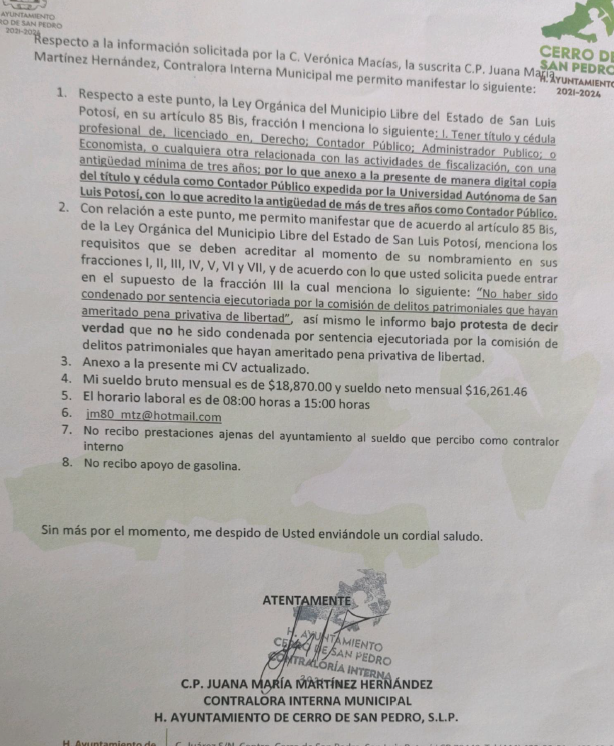 AYUNTAMIENTO
RO DE SAN PEDRO
2021-2024
CERRO DE
SAN PEDRO
H. AYUNTAMIENTO
2021-2024
Respecto a la información solicitada por la C. Verónica Macías, la suscrita C.P. Juana María
Martínez Hernández, Contralora Interna Municipal me permito manifestar lo siguiente:
1. Respecto a este punto, la Ley Orgánica del Municipio Libre del Estado de San Luis
Potosí, en su artículo 85 Bis, fracción I menciona lo siguiente: I. Tener título y cédula
profesional de, licenciado en, Derecho; Contador Público; Administrador Publico; o
Economista, o cualquiera otra relacionada con las actividades de fiscalización, con una
antigüedad mínima de tres años; por lo que anexo a la presente de manera digital copia
del título y cédula como Contador Público expedida por la Universidad Autónoma de San
Luis Potosí, con lo que acredito la antigüedad de más de tres años como Contador Público.
2. Con relación a este punto, me permito manifestar que de acuerdo al artículo 85 Bis,
de la Ley Orgánica del Municipio Libre del Estado de San Luis Potosí, menciona los
requisitos que se deben acreditar al momento de su nombramiento en sus
fracciones I, II, III, IV, V, VI y VII, y de acuerdo con lo que usted solicita puede entrar
en el supuesto de la fracción III la cual menciona lo siguiente: "No haber sido
condenado por sentencia ejecutoriada por la comisión de delitos patrimoniales que hayan
ameritado pena privativa de libertad", así mismo le informo bajo protesta de decir
verdad que no he sido condenada por sentencia ejecutoriada por la comisión de
delitos patrimoniales que hayan ameritado pena privativa de libertad.
3. Anexo a la presente mi CV actualizado.
4. Mi sueldo bruto mensual es de $18,870.00 y sueldo neto mensual $16,261.46
5. El horario laboral es de 08:00 horas a 15:00 horas
6. jm80_mtz@hotmail.com
7. No recibo prestaciones ajenas del ayuntamiento al sueldo que percibo como contralor
interno
8. No recibo apoyo de gasolina.
Sin más por el momento, me despido de Usted enviándole un cordial saludo.
ATENTAMENTE
H. AYUNTAMIENTO
CERRO DE SAN PEDRO
CONTRALORÍA INTERNA
C.P. JUANA MARÍA MARTÍNEZ HERNÁNDEZ
CONTRALORA INTERNA MUNICIPAL
H. AYUNTAMIENTO DE CERRO DE SAN PEDRO, S.L.P.
H. Ayuntamiento de